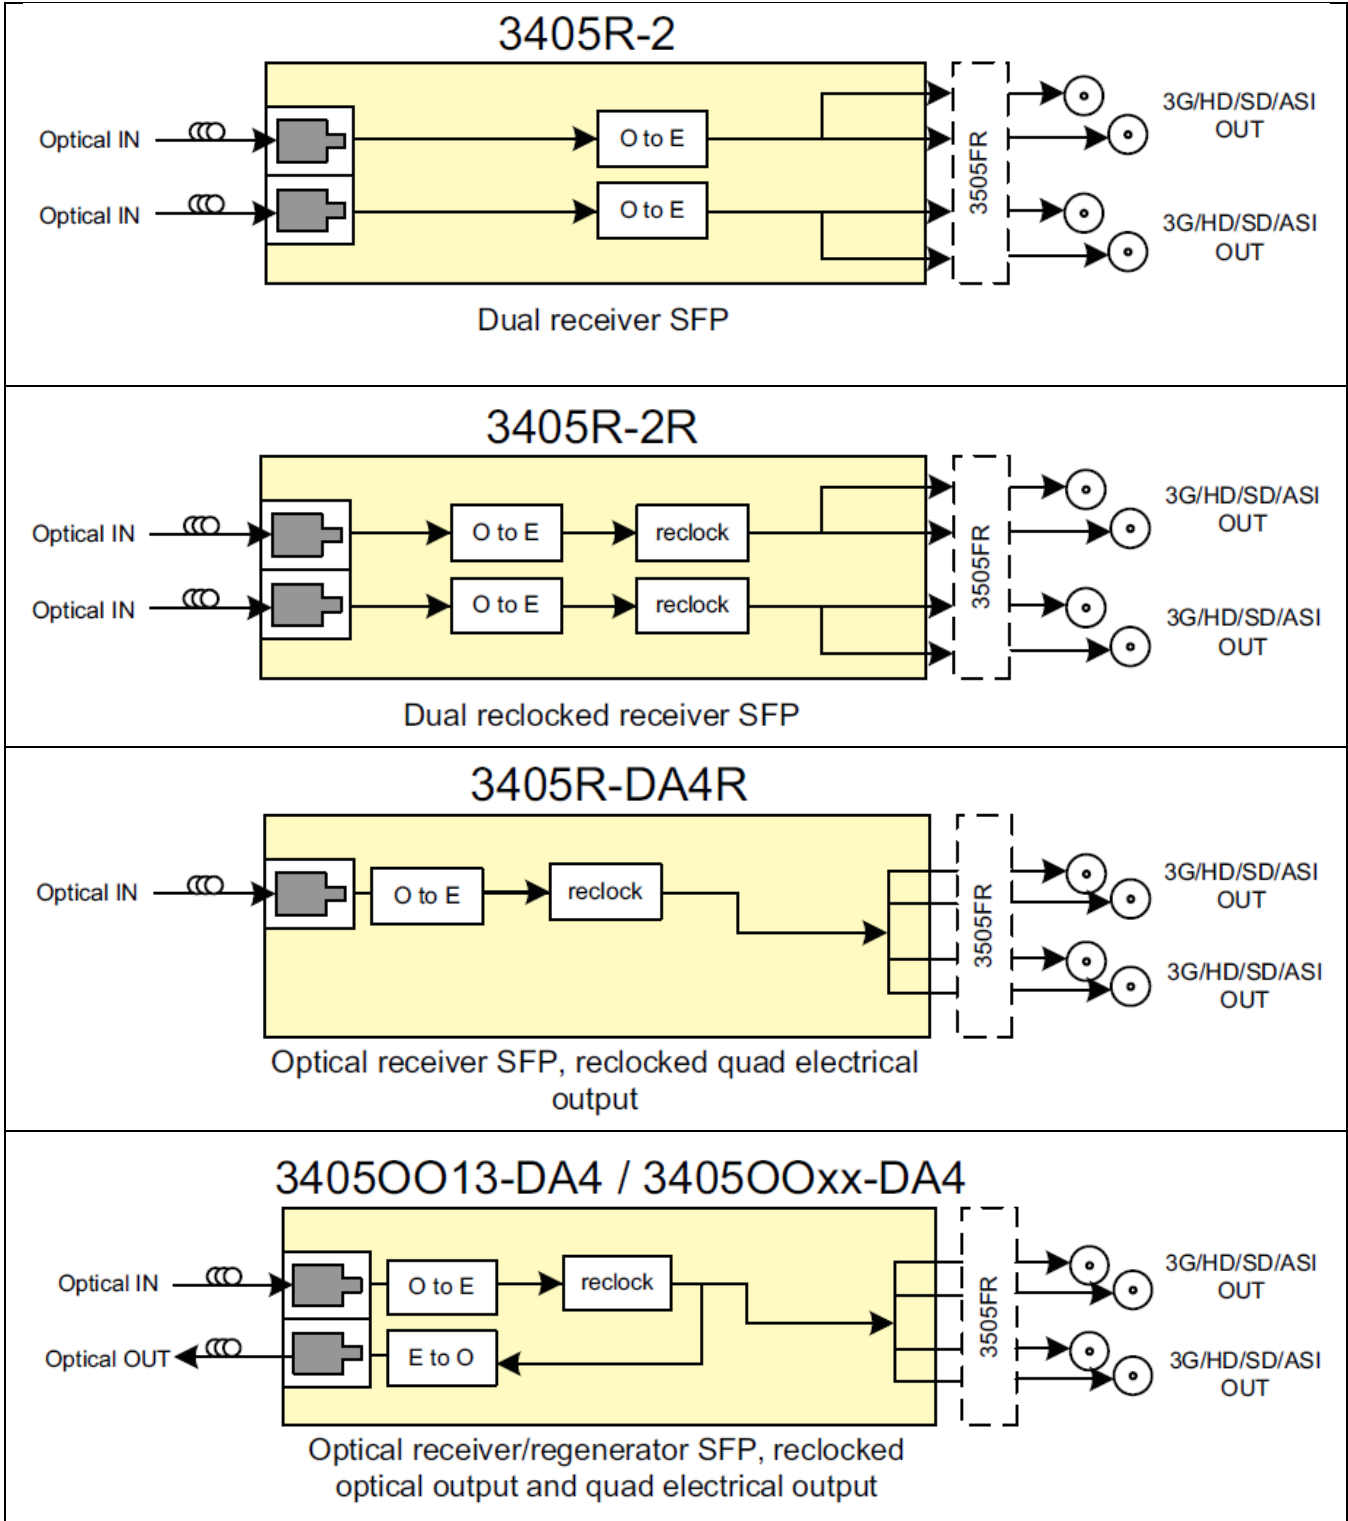 3405R-2
Optical IN
O to E
3505FR
3G/HD/SD/ASI
OUT
Optical IN
O to E
3G/HD/SD/ASI
OUT
Dual receiver SFP
3405R-2R
Optical IN
O to E
reclock
3505FR
3G/HD/SD/ASI
OUT
Optical IN
O to E
reclock
3G/HD/SD/ASI
OUT
Dual reclocked receiver SFP
3405R-DA4R
Optical IN
O to E
reclock
3505FR
3G/HD/SD/ASI
OUT
3G/HD/SD/ASI
OUT
Optical receiver SFP, reclocked quad electrical
output
3405OO13-DA4 / 3405OOxx-DA4
Optical IN
O to E
reclock
3505FR
3G/HD/SD/ASI
OUT
Optical OUT
E to O
3G/HD/SD/ASI
OUT
Optical receiver/regenerator SFP, reclocked
optical output and quad electrical output